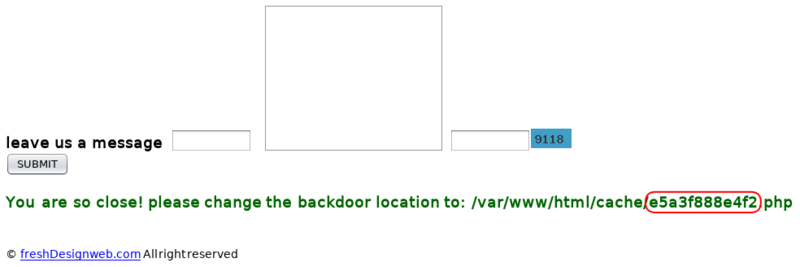 leave us a message 9118
SUBMIT
You are so close! please change the backdoor location to: /var/www/html/cache/e5a3f888e4f2.php
© freshDesignweb.com Allrightreserved